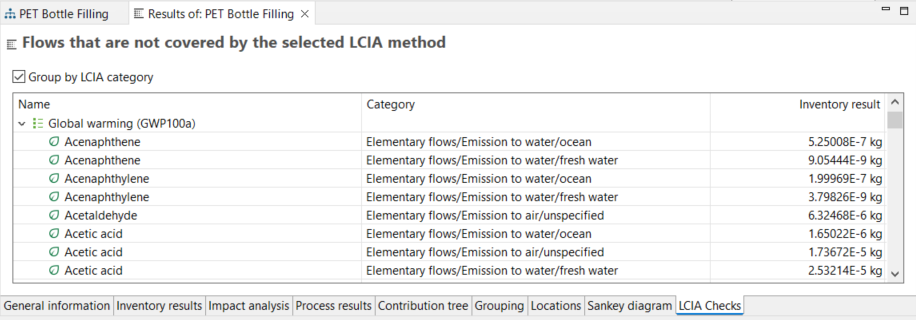 PET Bottle Filling Results of: PET Bottle Filling
Flows that are not covered by the selected LCIA method
Group by LCIA category
Name Category Inventory result
Global warming (GWP100a)
Acenaphthene Elementary flows/Emission to water/ocean 5.25008E-7 kg
Acenaphthene Elementary flows/Emission to water/fresh water 9.05444E-9 kg
Acenaphthylene Elementary flows/Emission to water/ocean 1.99969E-7 kg
Acenaphthylene Elementary flows/Emission to water/fresh water 3.79826E-9 kg
Acetaldehyde Elementary flows/Emission to air/unspecified 6.32468E-6 kg
Acetic acid Elementary flows/Emission to water/ocean 1.65022E-6 kg
Acetic acid Elementary flows/Emission to air/unspecified 1.73672E-5 kg
Acetic acid Elementary flows/Emission to water/fresh water 2.53214E-5 kg
General information Inventory results Impact analysis Process results Contribution tree Grouping Locations Sankey diagram LCIA Checks